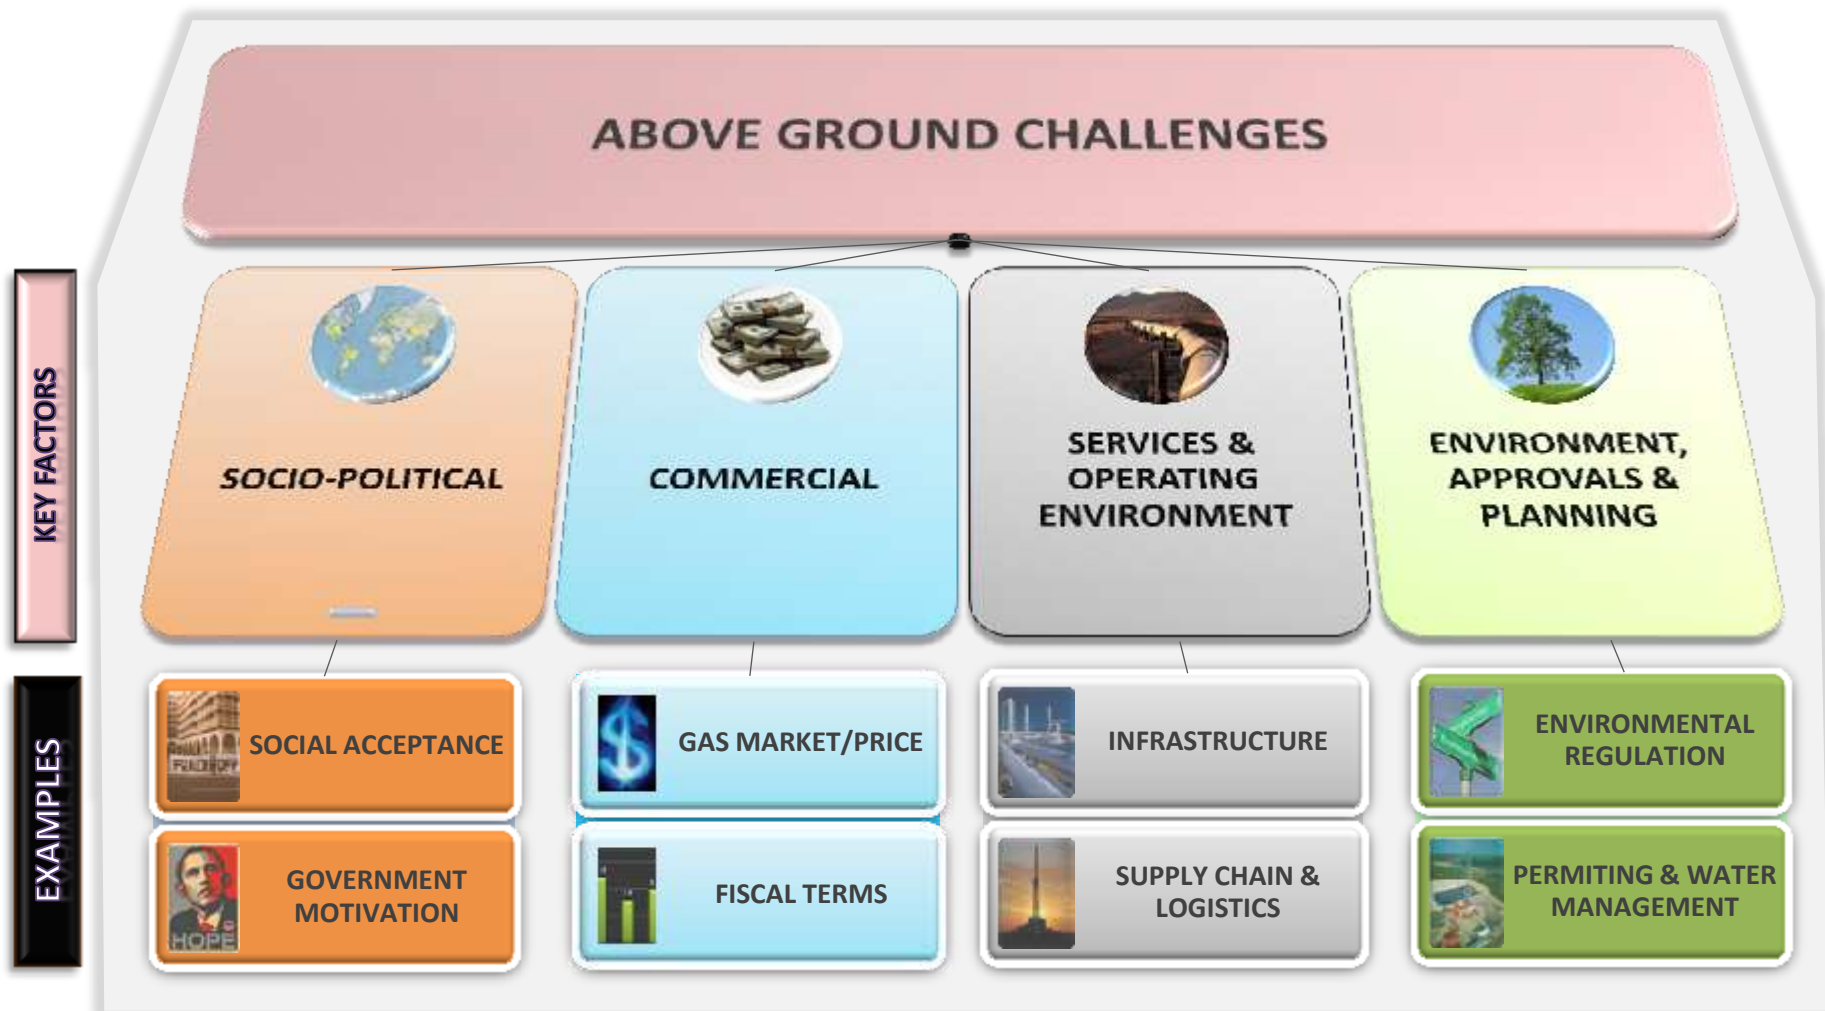 ABOVE GROUND CHALLENGES
KEY FACTORS
SOCIO-POLITICAL
COMMERCIAL
SERVICES &
OPERATING
ENVIRONMENT
ENVIRONMENT,
APPROVALS &
PLANNING
EXAMPLES
SOCIAL ACCEPTANCE
GAS MARKET/PRICE
INFRASTRUCTURE
ENVIRONMENTAL
REGULATION
GOVERNMENT
MOTIVATION
HOPE
FISCAL TERMS
SUPPLY CHAIN &
LOGISTICS
PERMITING & WATER
MANAGEMENT